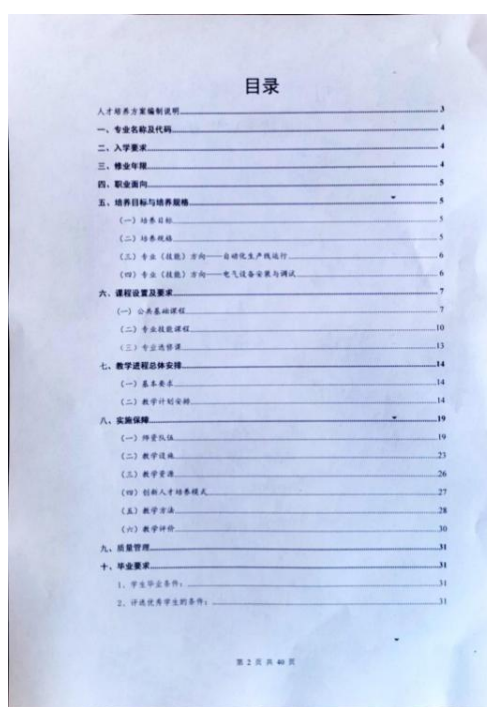 目录
人才培养方案编制说明 3
一、专业名称及代码 4
二、入学要求 4
三、修业年限 4
四、职业面向 5
五、培养目标与培养规格 5
（一）培养目标 5
（二）培养规格 5
（三）专业（技能）方向——自动化生产线运行 6
（四）专业（技能）方向——电气设备安装与调试 6
六、课程设置及要求 7
（一）公共基础课程 7
（二）专业技能课程 10
（三）专业选修课 13
七、教学进程总体安排 14
（一）基本要求 14
（二）教学计划安排 14
八、实施保障 19
（一）师资队伍 19
（二）教学设施 23
（三）教学资源 26
（四）创新人才培养模式 27
（五）教学方法 28
（六）教学评价 30
九、质量管理 31
十、毕业要求 31
1、学生毕业条件： 31
2、评选优秀学生的条件： 31
第 2 页 共 40 页